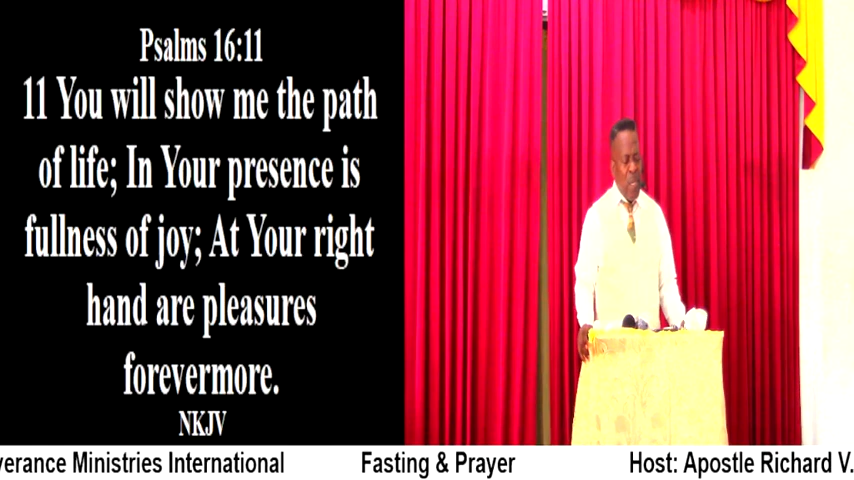 Psalms 16:11
11 You will show me the path
of life; In Your presence is
fullness of joy; At Your right
hand are pleasures
forevermore.
NKJV
verance Ministries International Fasting & Prayer Host: Apostle Richard V.